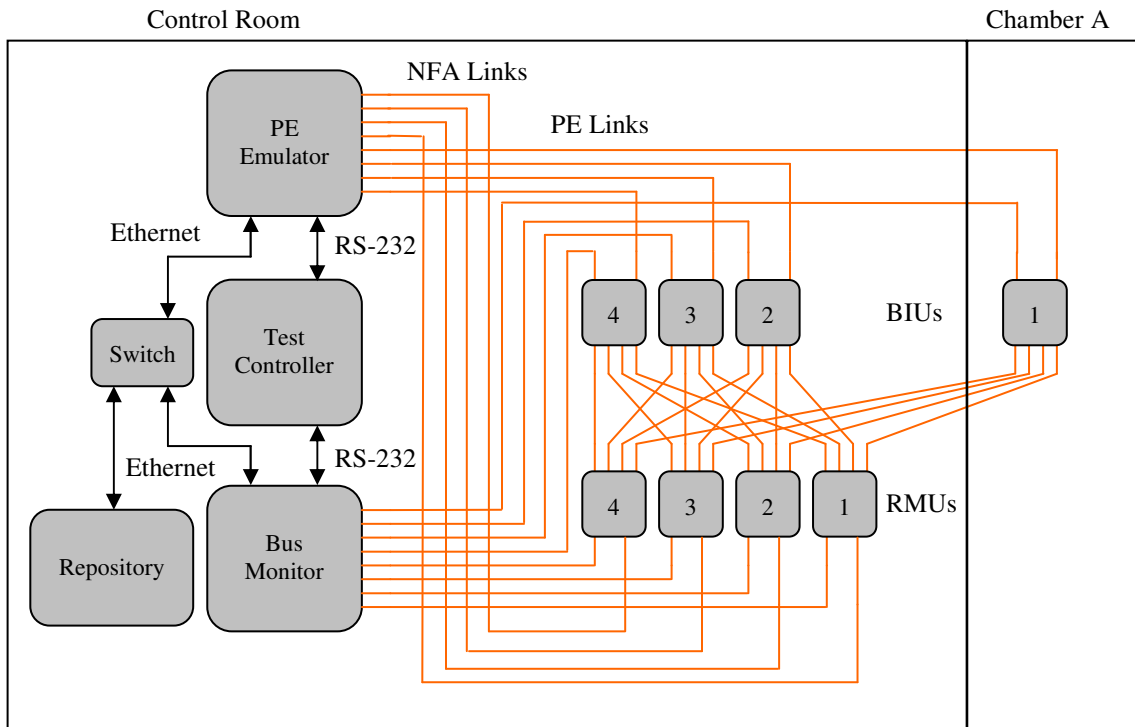 Control Room
Chamber A
NFA Links
PE
Emulator
PE Links
Ethernet
RS-232
Test
Controller
Switch
4
3
2
BIUs
1
Ethernet
RS-232
Repository
Bus
Monitor
4
3
2
1
RMUs